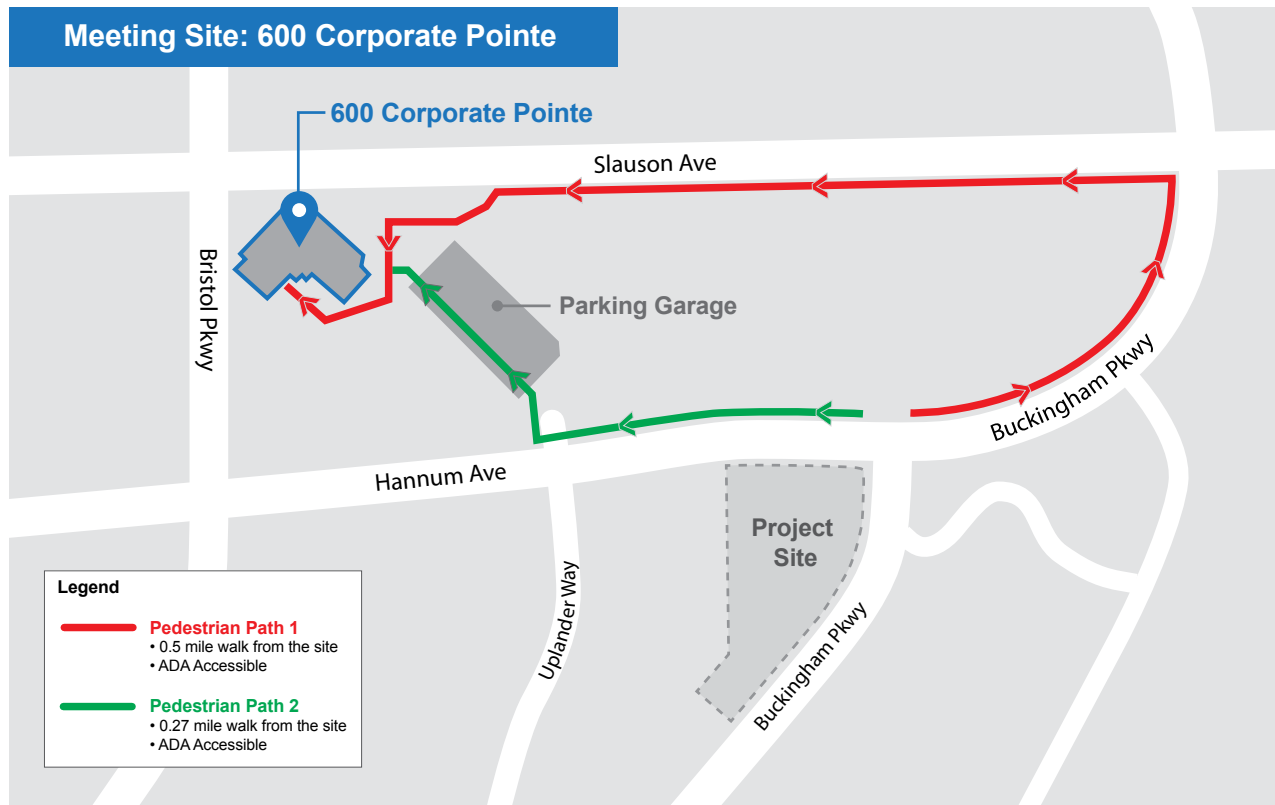 Meeting Site: 600 Corporate Pointe
600 Corporate Pointe
Slauson Ave
Bristol Pkwy
Parking Garage
Buckingham Pkwy
Hannum Ave
Project
Site
Uplander Way
Buckingham Pkwy
Legend
Pedestrian Path 1
• 0.5 mile walk from the site
• ADA Accessible
Pedestrian Path 2
• 0.27 mile walk from the site
• ADA Accessible